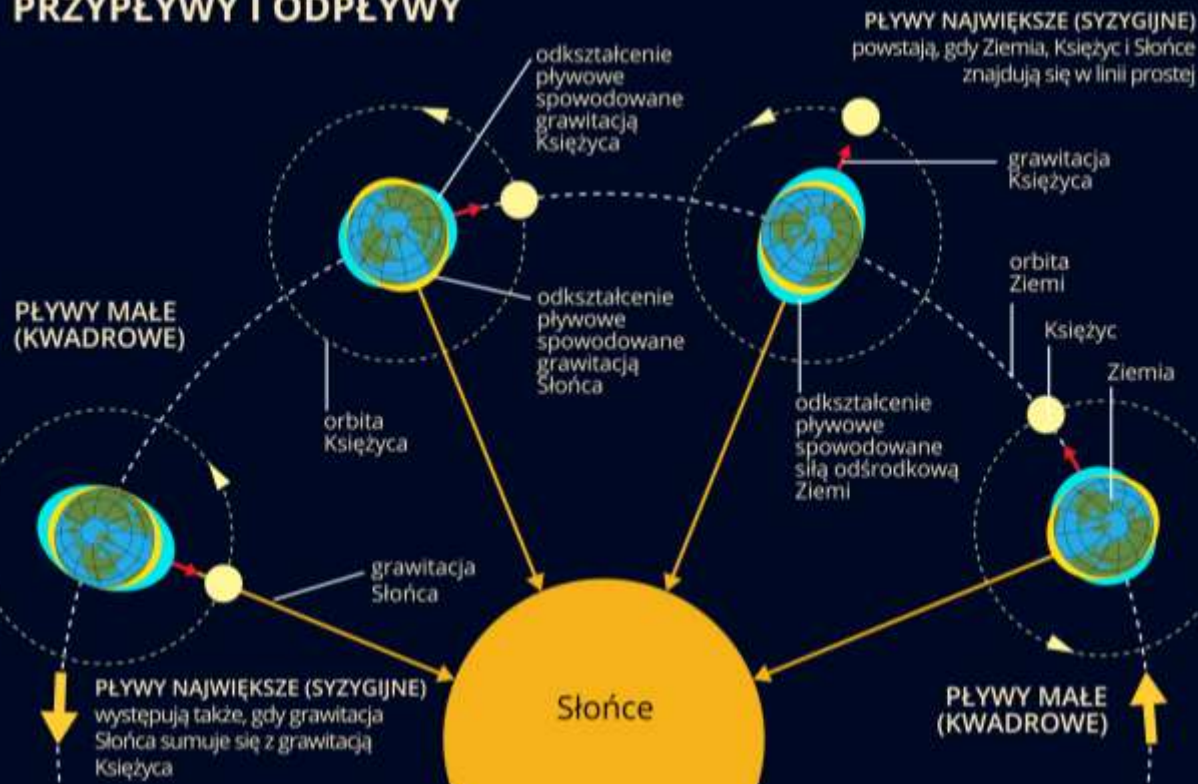 PRZYPŁYWY I ODPŁYWY
PŁYWY NAJWIĘKSZE (SYZYGIJNE)
powstają, gdy Ziemia, Księżyc i Słońce
znajdują się w linii prostej
odkształcenie
pływowe
spowodowane
grawitacją
Księżyca
grawitacja
Księżyca
orbita
Ziemi
Księżyc
Ziemia
PŁYWY MAŁE
(KWADROWE)
odkształcenie
pływowe
spowodowane
grawitacją
Słońca
orbita
Księżyca
odkształcenie
pływowe
spowodowane
siłą odśrodkową
Ziemi
grawitacja
Słońca
PŁYWY NAJWIĘKSZE (SYZYGIJNE)
występują także, gdy grawitacja
Słońca sumuje się z grawitacją
Księżyca
Słońce
PŁYWY MAŁE
(KWADROWE)